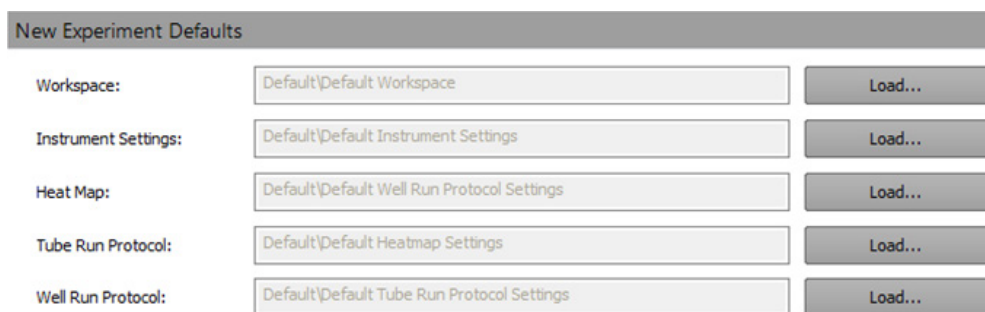 New Experiment Defaults
Workspace: Default\Default Workspace Load...
Instrument Settings: Default\Default Instrument Settings Load...
Heat Map: Default\Default Well Run Protocol Settings Load...
Tube Run Protocol: Default\Default Heatmap Settings Load...
Well Run Protocol: Default\Default Tube Run Protocol Settings Load...